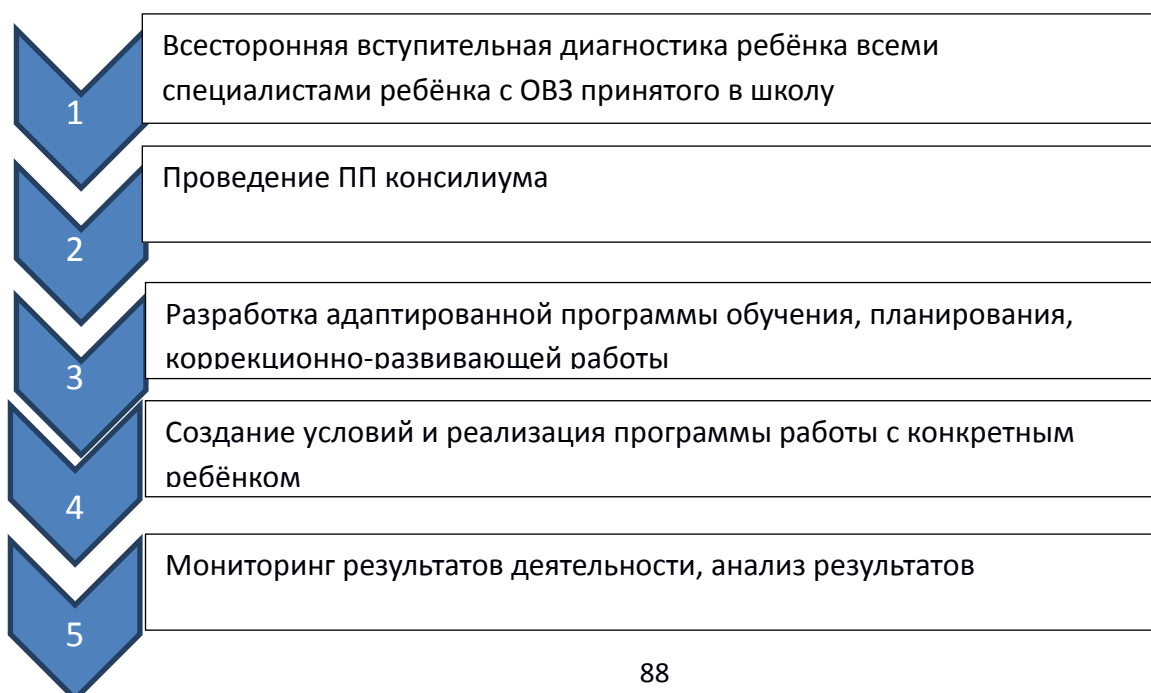 Всесторонняя вступительная диагностика ребёнка всеми
специалистами ребёнка с ОВЗ принятого в школу
1
Проведение ПП консилиума
2
Разработка адаптированной программы обучения, планирования,
коррекционно-развивающей работы
3
Создание условий и реализация программы работы с конкретным
ребёнком
4
Мониторинг результатов деятельности, анализ результатов
5
88